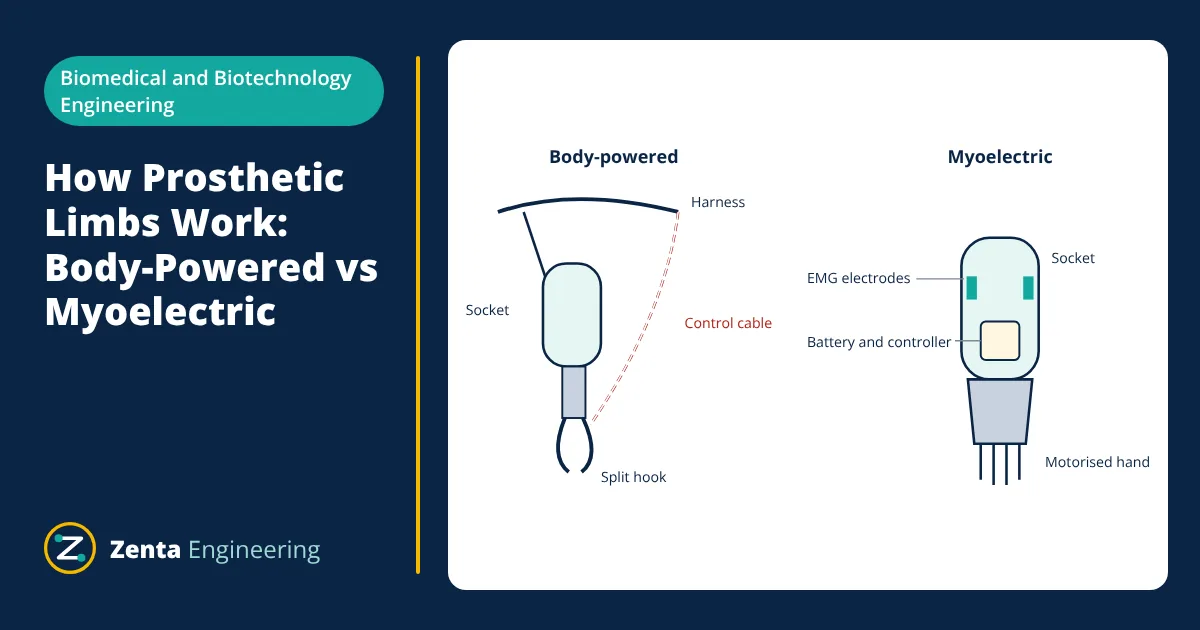 Biomedical and Biotechnology
Engineering
How Prosthetic
Limbs Work:
Body-Powered vs
Myoelectric
Zenta Engineering
Body-powered
Harness
Socket
Control cable
Split hook
Myoelectric
Socket
EMG electrodes
Battery and controller
Motorised hand